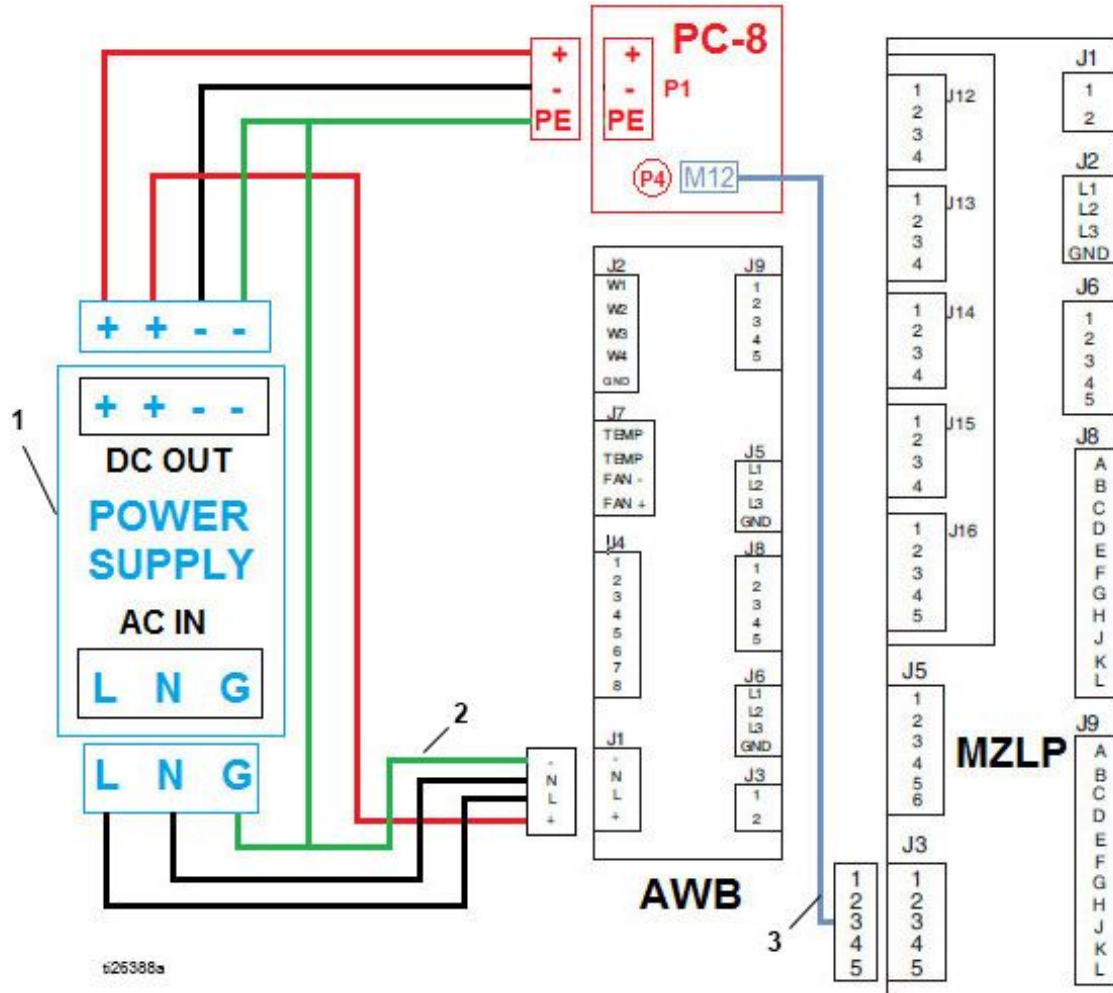 PC-8
+
-
PE
+
-
PE
P1
P4
M12
+ + - -
+ + - -
DC OUT
POWER
SUPPLY
AC IN
L N G
L N G
1
2
3
-
N
L
+
J2
W1
W2
W3
W4
GND
J7
TEMP
TEMP
FAN -
FAN +
J4
1
2
3
4
5
6
7
8
J1
-
N
L
+
J9
1
2
3
4
5
J5
L1
L2
L3
GND
J8
1
2
3
4
5
J6
L1
L2
L3
GND
J3
1
2
AWB
J12
1
2
3
4
J13
1
2
3
4
J14
1
2
3
4
J15
1
2
3
4
J16
1
2
3
4
5
J5
1
2
3
4
5
6
J3
1
2
3
4
5
1
2
3
4
5
MZLP
J1
1
2
J2
L1
L2
L3
GND
J6
1
2
3
4
5
J8
A
B
C
D
E
F
G
H
J
K
L
J9
A
B
C
D
E
F
G
H
J
K
L
ti25388a